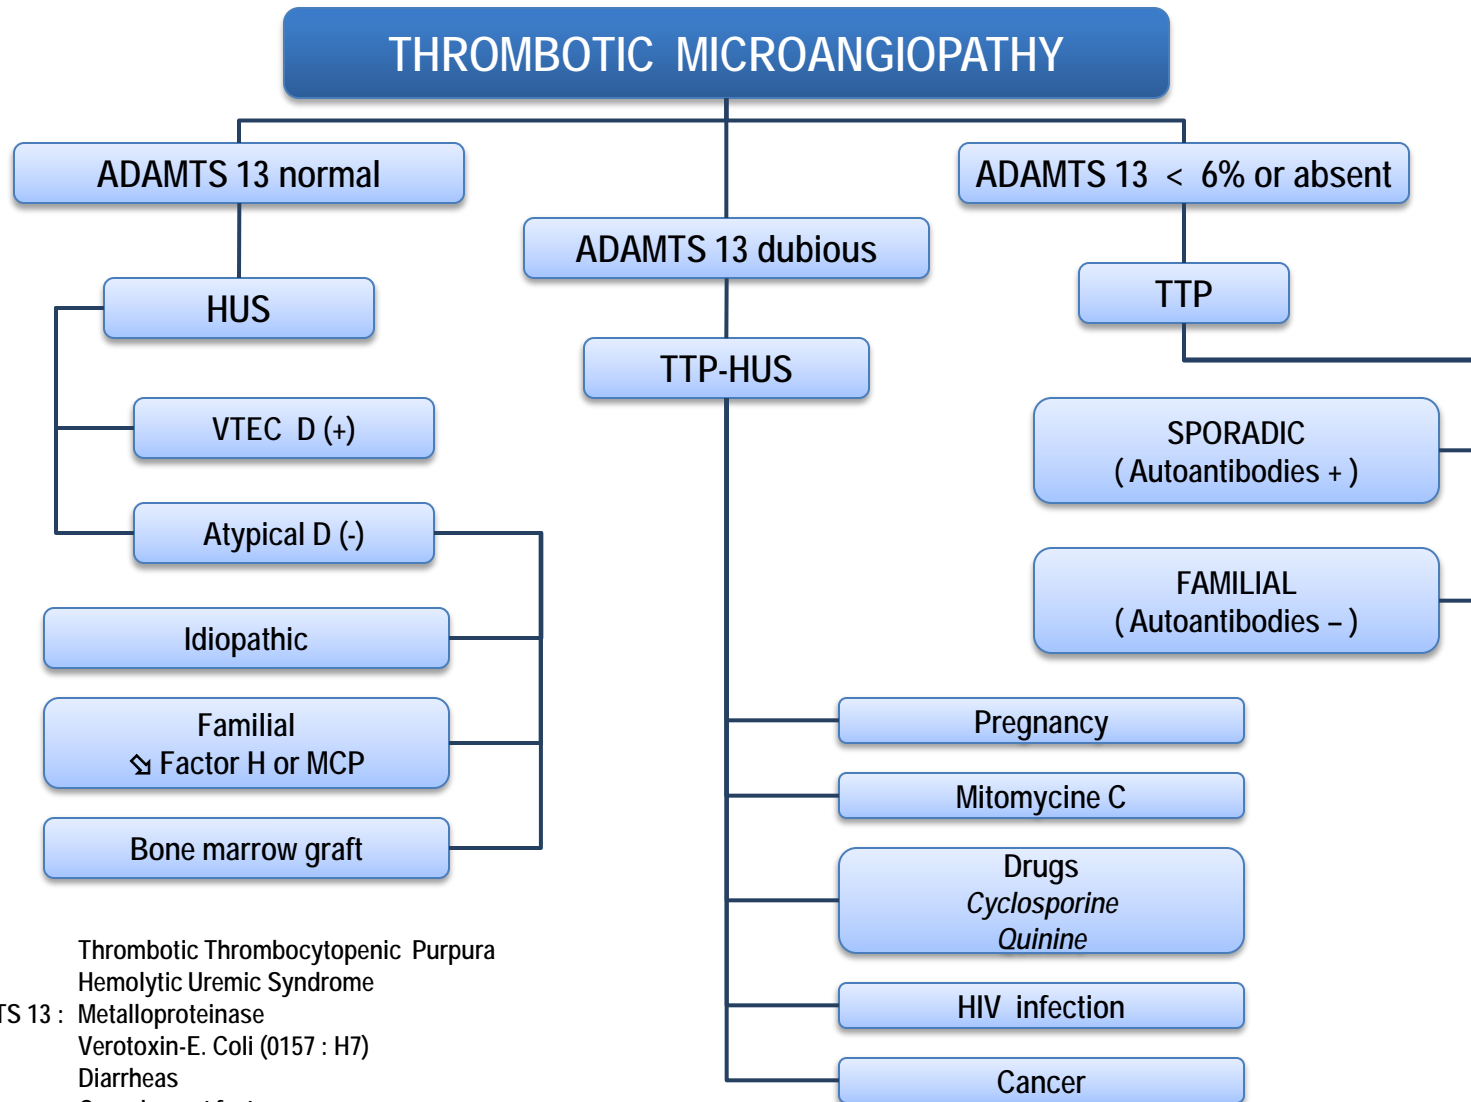 THROMBOTIC MICROANGIOPATHY
ADAMTS 13 normal
ADAMTS 13 dubious
ADAMTS 13 < 6% or absent
HUS
TTP-HUS
TTP
VTEC D (+)
Atypical D (-)
Idiopathic
Familial
⬂ Factor H or MCP
Bone marrow graft
SPORADIC
( Autoantibodies + )
FAMILIAL
( Autoantibodies – )
Pregnancy
Mitomycine C
Drugs
Cyclosporine
Quinine
HIV infection
Cancer
Thrombotic Thrombocytopenic Purpura
Hemolytic Uremic Syndrome
TS 13 : Metalloproteinase
Verotoxin-E. Coli (0157 : H7)
Diarrheas